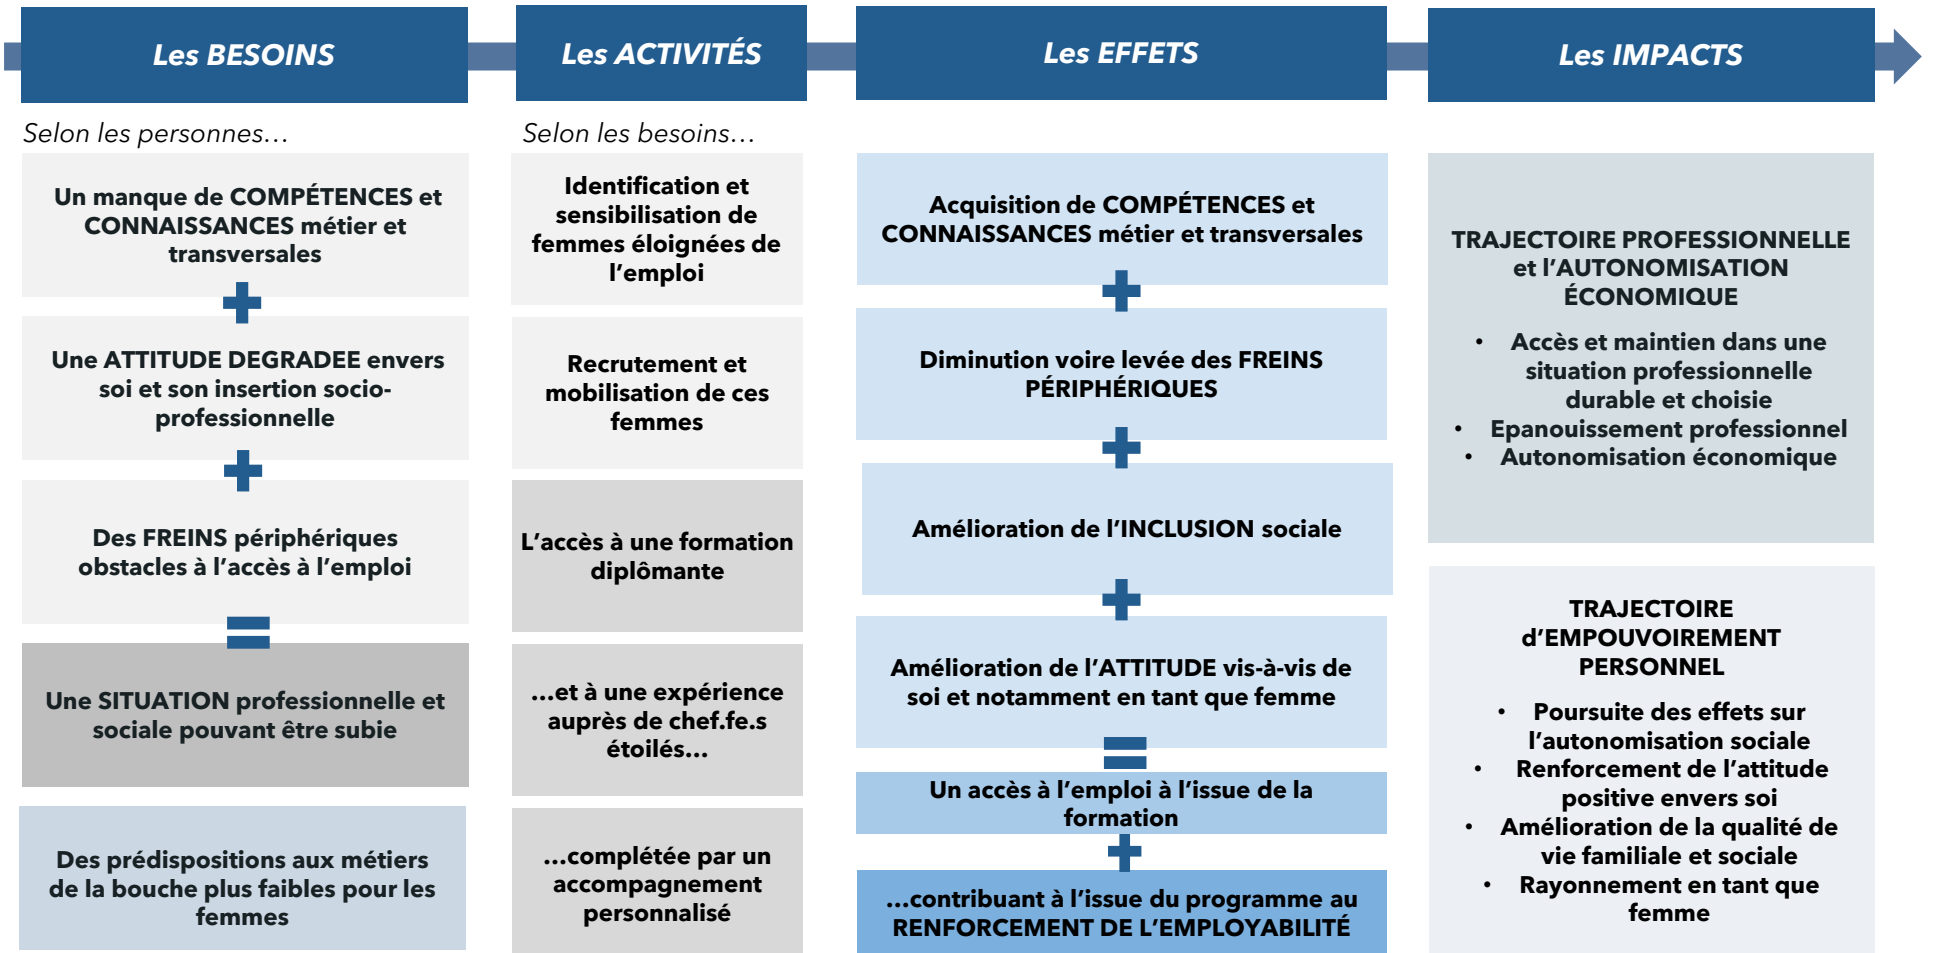 Les BESOINS
Les ACTIVITÉS
Les EFFETS
Les IMPACTS
Selon les personnes…
Un manque de COMPÉTENCES et
CONNAISSANCES métier et
transversales
Une ATTITUDE DEGRADEE envers
soi et son insertion socio-
professionnelle
Des FREINS périphériques
obstacles à l'accès à l'emploi
Une SITUATION professionnelle et
sociale pouvant être subie
Des prédispositions aux métiers
de la bouche plus faibles pour les
femmes
Selon les besoins…
Identification et
sensibilisation de
femmes éloignées de
l'emploi
Recrutement et
mobilisation de ces
femmes
L'accès à une formation
diplômante
…et à une expérience
auprès de chef.fe.s
étoilés…
…complétée par un
accompagnement
personnalisé
Acquisition de COMPÉTENCES et
CONNAISSANCES métier et transversales
Diminution voire levée des FREINS
PÉRIPHÉRIQUES
Amélioration de l'INCLUSION sociale
Amélioration de l'ATTITUDE vis-à-vis de
soi et notamment en tant que femme
Un accès à l'emploi à l'issue de la
formation
…contribuant à l'issue du programme au
RENFORCEMENT DE L'EMPLOYABILITÉ
TRAJECTOIRE PROFESSIONNELLE
et l'AUTONOMISATION
ÉCONOMIQUE
• Accès et maintien dans une
situation professionnelle
durable et choisie
• Epanouissement professionnel
• Autonomisation économique
TRAJECTOIRE
d'EMPOUVOIREMENT
PERSONNEL
• Poursuite des effets sur
l'autonomisation sociale
• Renforcement de l'attitude
positive envers soi
• Amélioration de la qualité de
vie familiale et sociale
• Rayonnement en tant que
femme